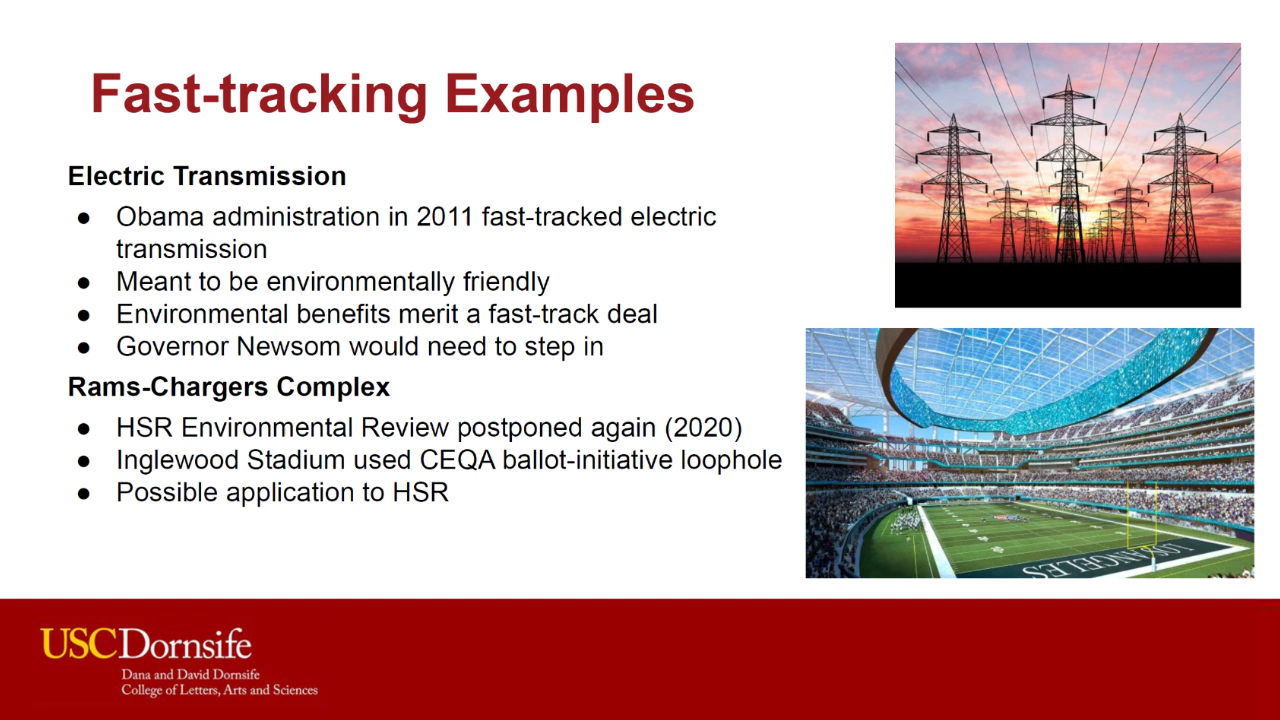 Fast-tracking Examples
Electric Transmission
● Obama administration in 2011 fast-tracked electric
transmission
● Meant to be environmentally friendly
● Environmental benefits merit a fast-track deal
● Governor Newsom would need to step in
Rams-Chargers Complex
● HSR Environmental Review postponed again (2020)
● Inglewood Stadium used CEQA ballot-initiative loophole
● Possible application to HSR
LOS ANGELES
USCDornsife
Dana and David Dornsife
College of Letters, Arts and Sciences